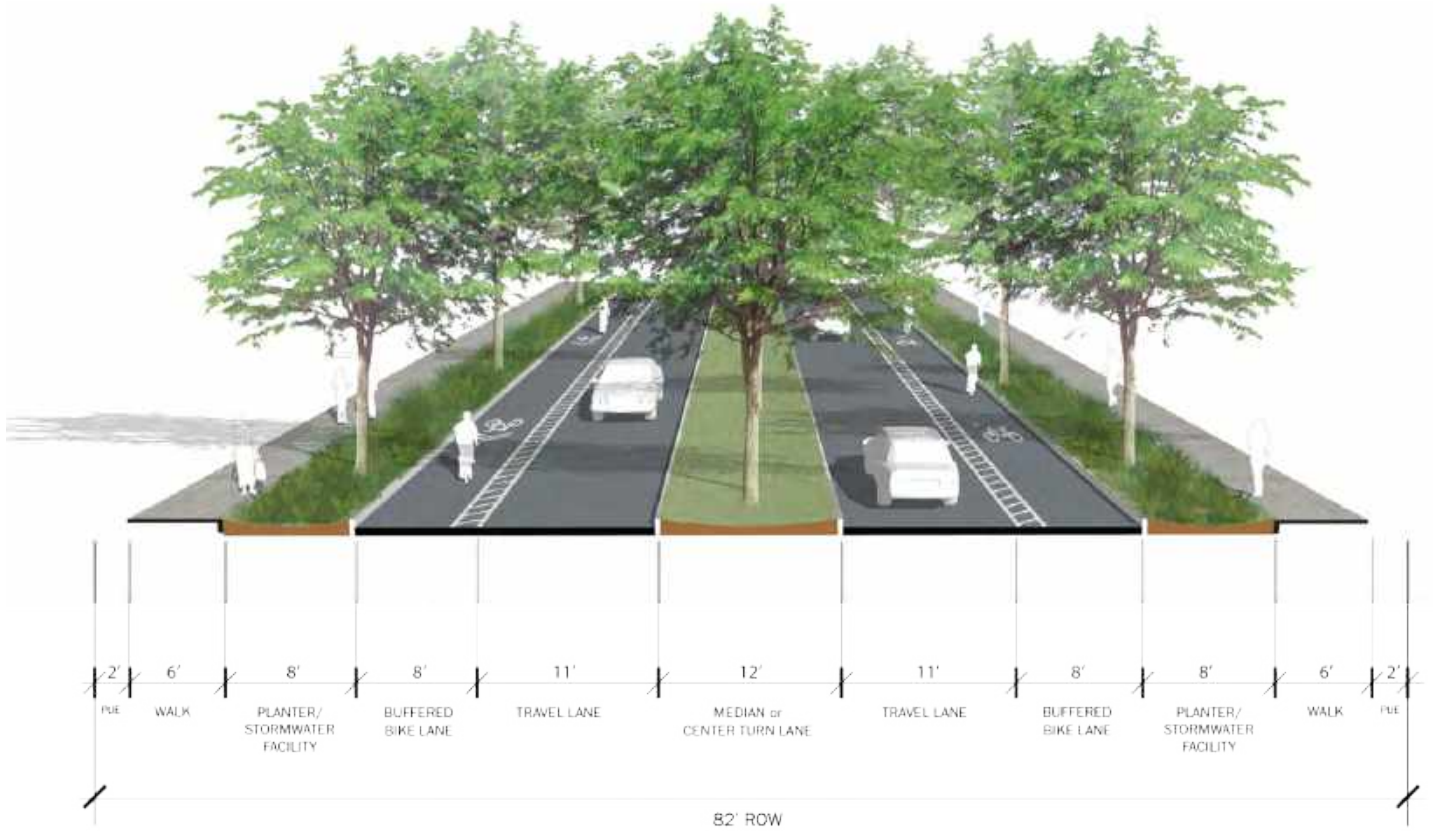 2' 6' 8' 8' 11' 12' 11' 8' 8' 6' 2'
PUE
WALK
PLANTER/
STORMWATER
FACILITY
BUFFERED
BIKE LANE
TRAVEL LANE
MEDIAN or
CENTER TURN LANE
TRAVEL LANE
BUFFERED
BIKE LANE
PLANTER/
STORMWATER
FACILITY
WALK
PUE
82' ROW